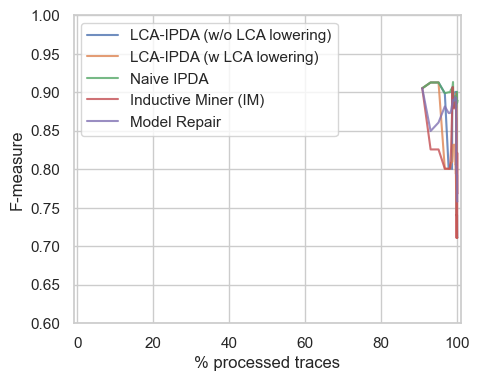 1.00
0.95
0.90
0.85
0.80
0.75
0.70
0.65
0.60
F-measure
LCA-IPDA (w/o LCA lowering)
LCA-IPDA (w LCA lowering)
Naive IPDA
Inductive Miner (IM)
Model Repair
0 20 40 60 80 100
% processed traces